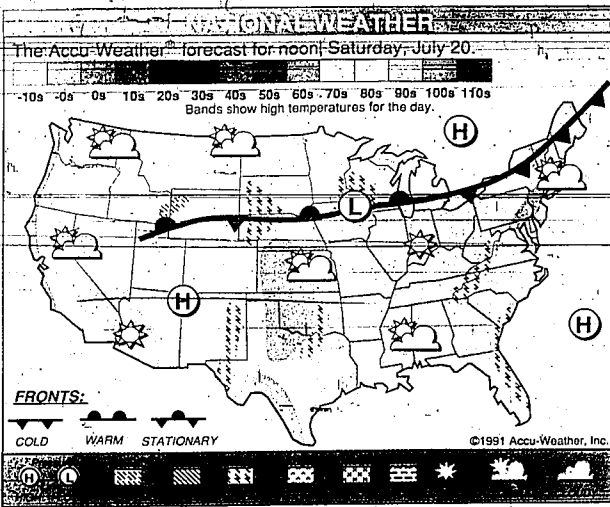 NATIONAL WEATHER
The Accu-Weather® forecast for noon, Saturday, July 20.
-10s -0s 0s 10s 20s 30s 40s 50s 60s 70s 80s 90s 100s 110s
Bands show high temperatures for the day.
H
L
H
H
FRONTS:
COLD WARM STATIONARY
©1991 Accu-Weather, Inc.
H L